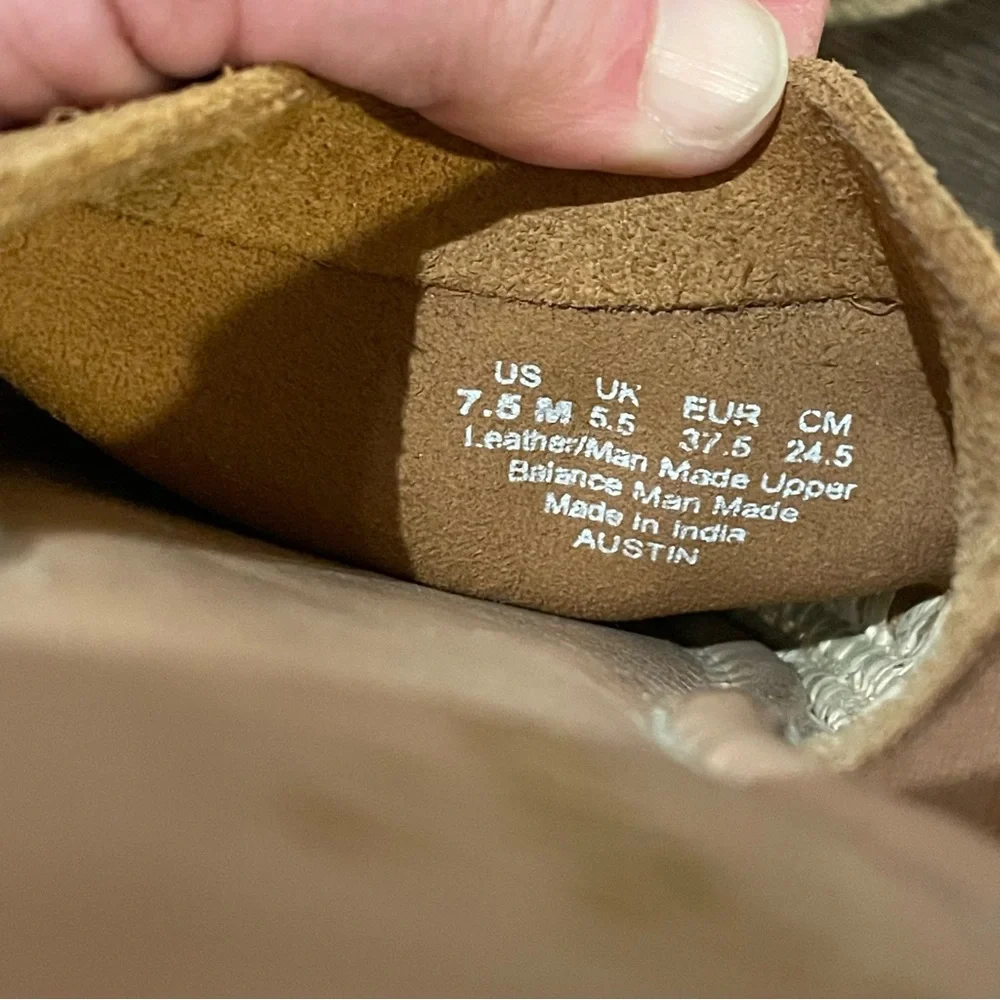 US UK EUR CM
7.5 M 5.5 37.5 24.5
Leather/Man Made Upper
Balance Man Made
Made in India
AUSTIN